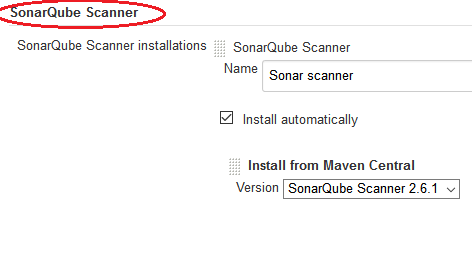 SonarQube Scanner
SonarQube Scanner installations
SonarQube Scanner
Name Sonar scanner
Install automatically
Install from Maven Central
Version SonarQube Scanner 2.6.1